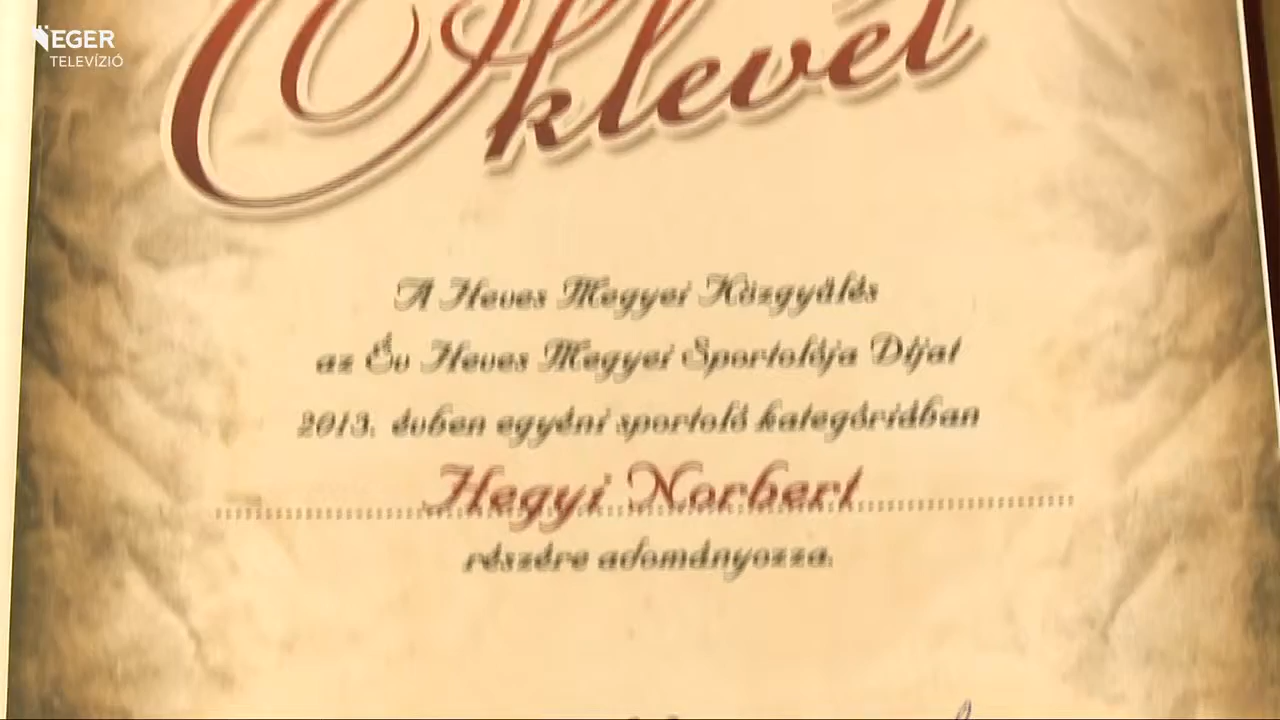 EGER
TELEVÍZIÓ
Oklevél
A Heves Megyei Közgyűlés
az Év Heves Megyei Sportolója Díjat
2013. évben egyéni sportoló kategóriában
Hegyi Norbert
részére adományozza.